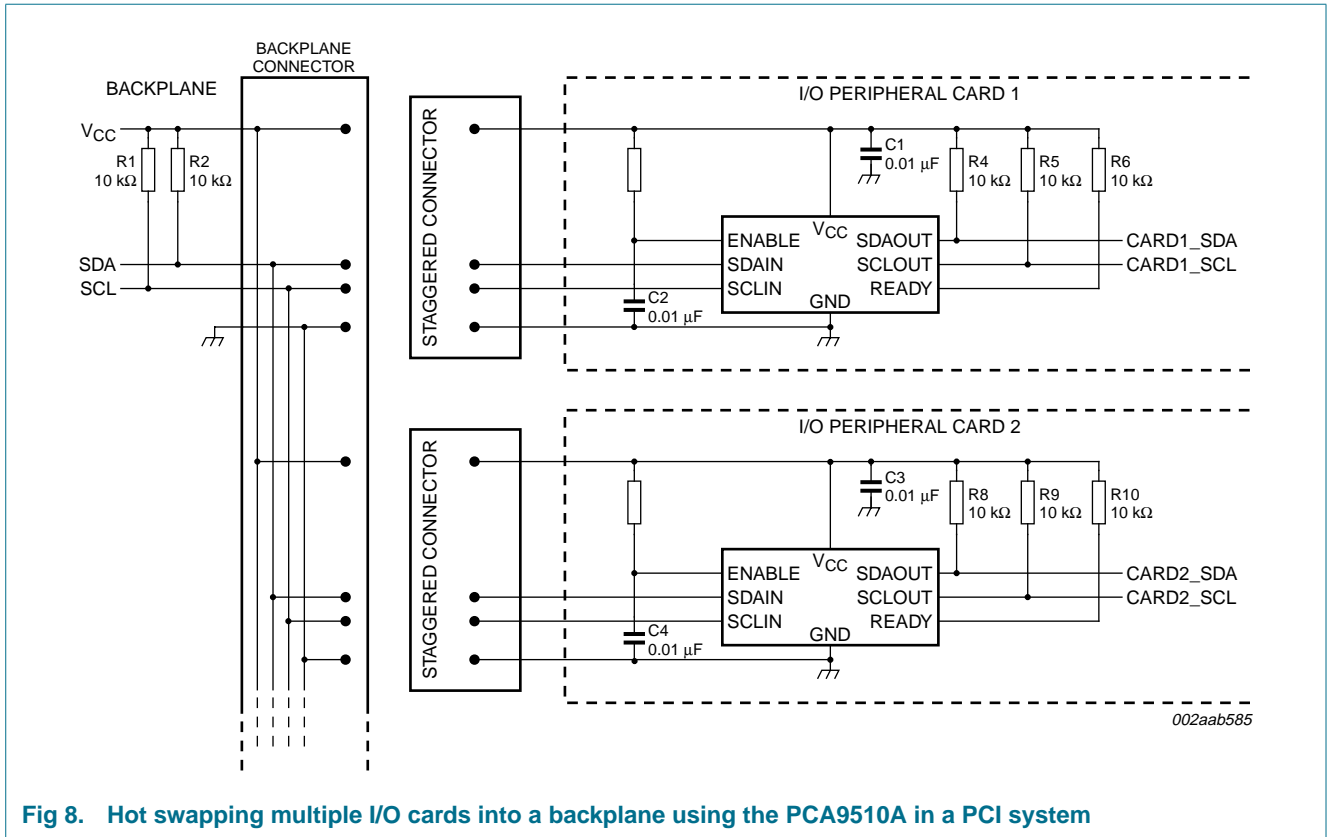 BACKPLANE
CONNECTOR
BACKPLANE
VCC
R1
10 kΩ
R2
10 kΩ
SDA
SCL
STAGGERED CONNECTOR
I/O PERIPHERAL CARD 1
C1
0.01 μF
R4
10 kΩ
R5
10 kΩ
R6
10 kΩ
VCC
ENABLE
SDAIN
SCLIN
GND
SDAOUT
SCLOUT
READY
CARD1_SDA
CARD1_SCL
C2
0.01 μF
STAGGERED CONNECTOR
I/O PERIPHERAL CARD 2
C3
0.01 μF
R8
10 kΩ
R9
10 kΩ
R10
10 kΩ
VCC
ENABLE
SDAIN
SCLIN
GND
SDAOUT
SCLOUT
READY
CARD2_SDA
CARD2_SCL
C4
0.01 μF
002aab585
Fig 8. Hot swapping multiple I/O cards into a backplane using the PCA9510A in a PCI system